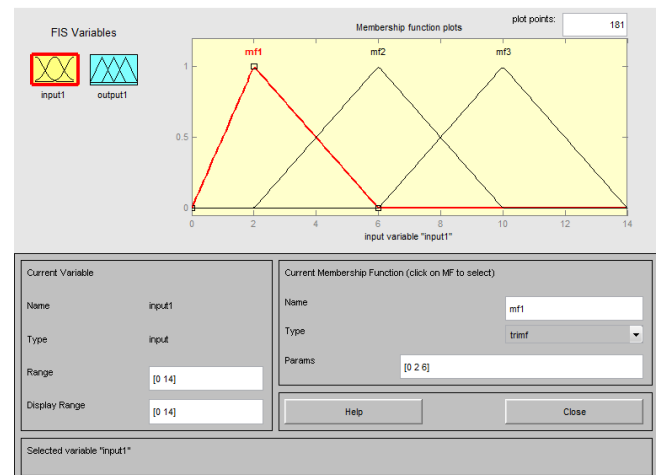 FIS Variables
Membership function plots
plot points:
181
input1
output1
mf1
mf2
mf3
1
0.5
0
0
2
4
6
8
10
12
14
input variable "input1"
Current Variable
Name
input1
Type
input
Range
[0 14]
Display Range
[0 14]
Current Membership Function (click on MF to select)
Name
mf1
Type
trimf
Params
[0 2 6]
Help
Close
Selected variable "input1"